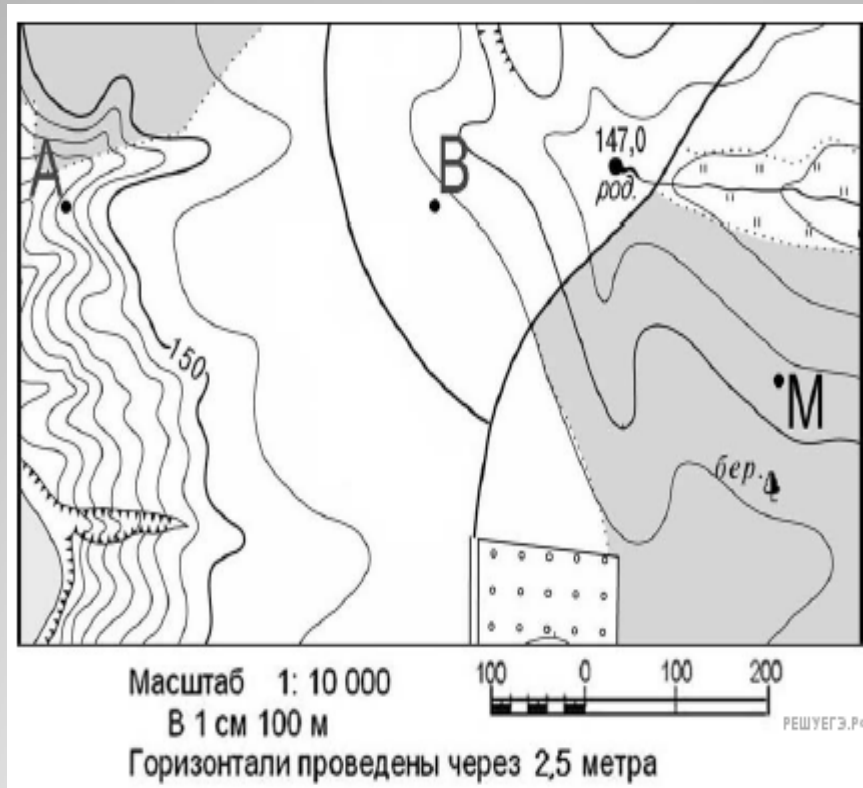 147,0
А
В
род.
150
М
бер.
Масштаб 1: 10 000
В 1 см 100 м
100 0 100 200
Горизонтали проведены через 2,5 метра
РЕШУЕГЭ.РФ